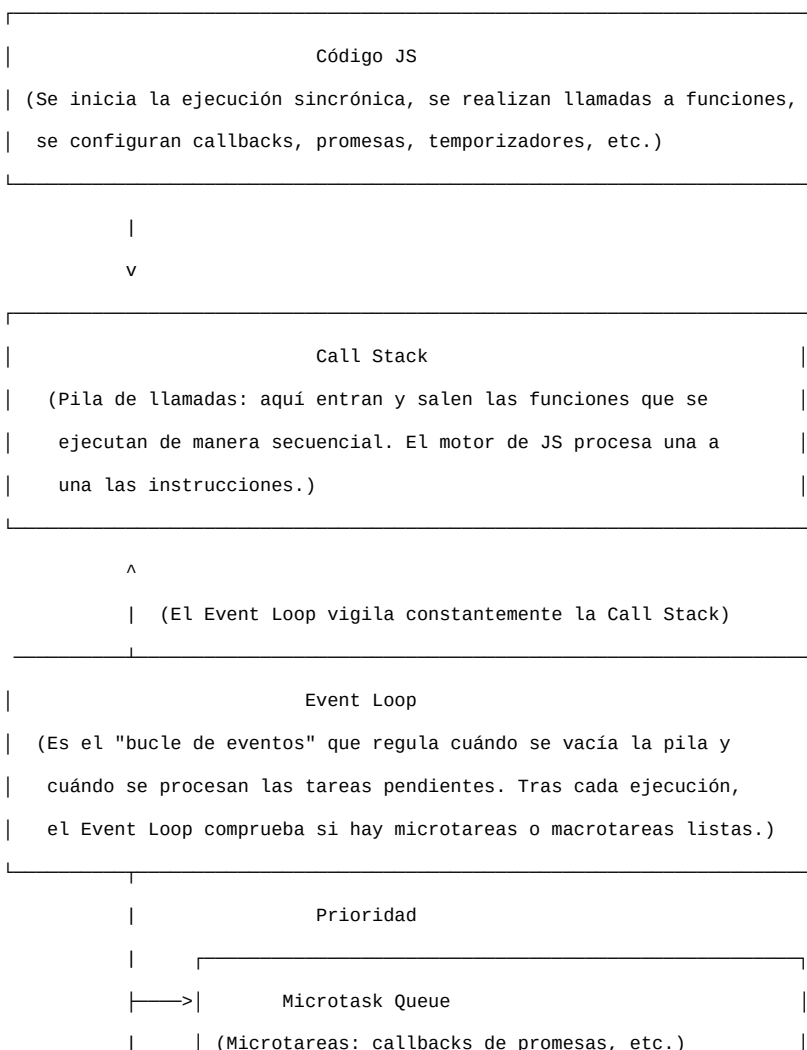 Código JS
(Se inicia la ejecución sincrónica, se realizan llamadas a funciones,
se configuran callbacks, promesas, temporizadores, etc.)
v
Call Stack
(Pila de llamadas: aquí entran y salen las funciones que se
ejecutan de manera secuencial. El motor de JS procesa una a
una las instrucciones.)
^
(El Event Loop vigila constantemente la Call Stack)
Event Loop
(Es el "bucle de eventos" que regula cuándo se vacía la pila y
cuándo se procesan las tareas pendientes. Tras cada ejecución,
el Event Loop comprueba si hay microtareas o macrotareas listas.)
Prioridad
Microtask Queue
(Microtareas: callbacks de promesas, etc.)